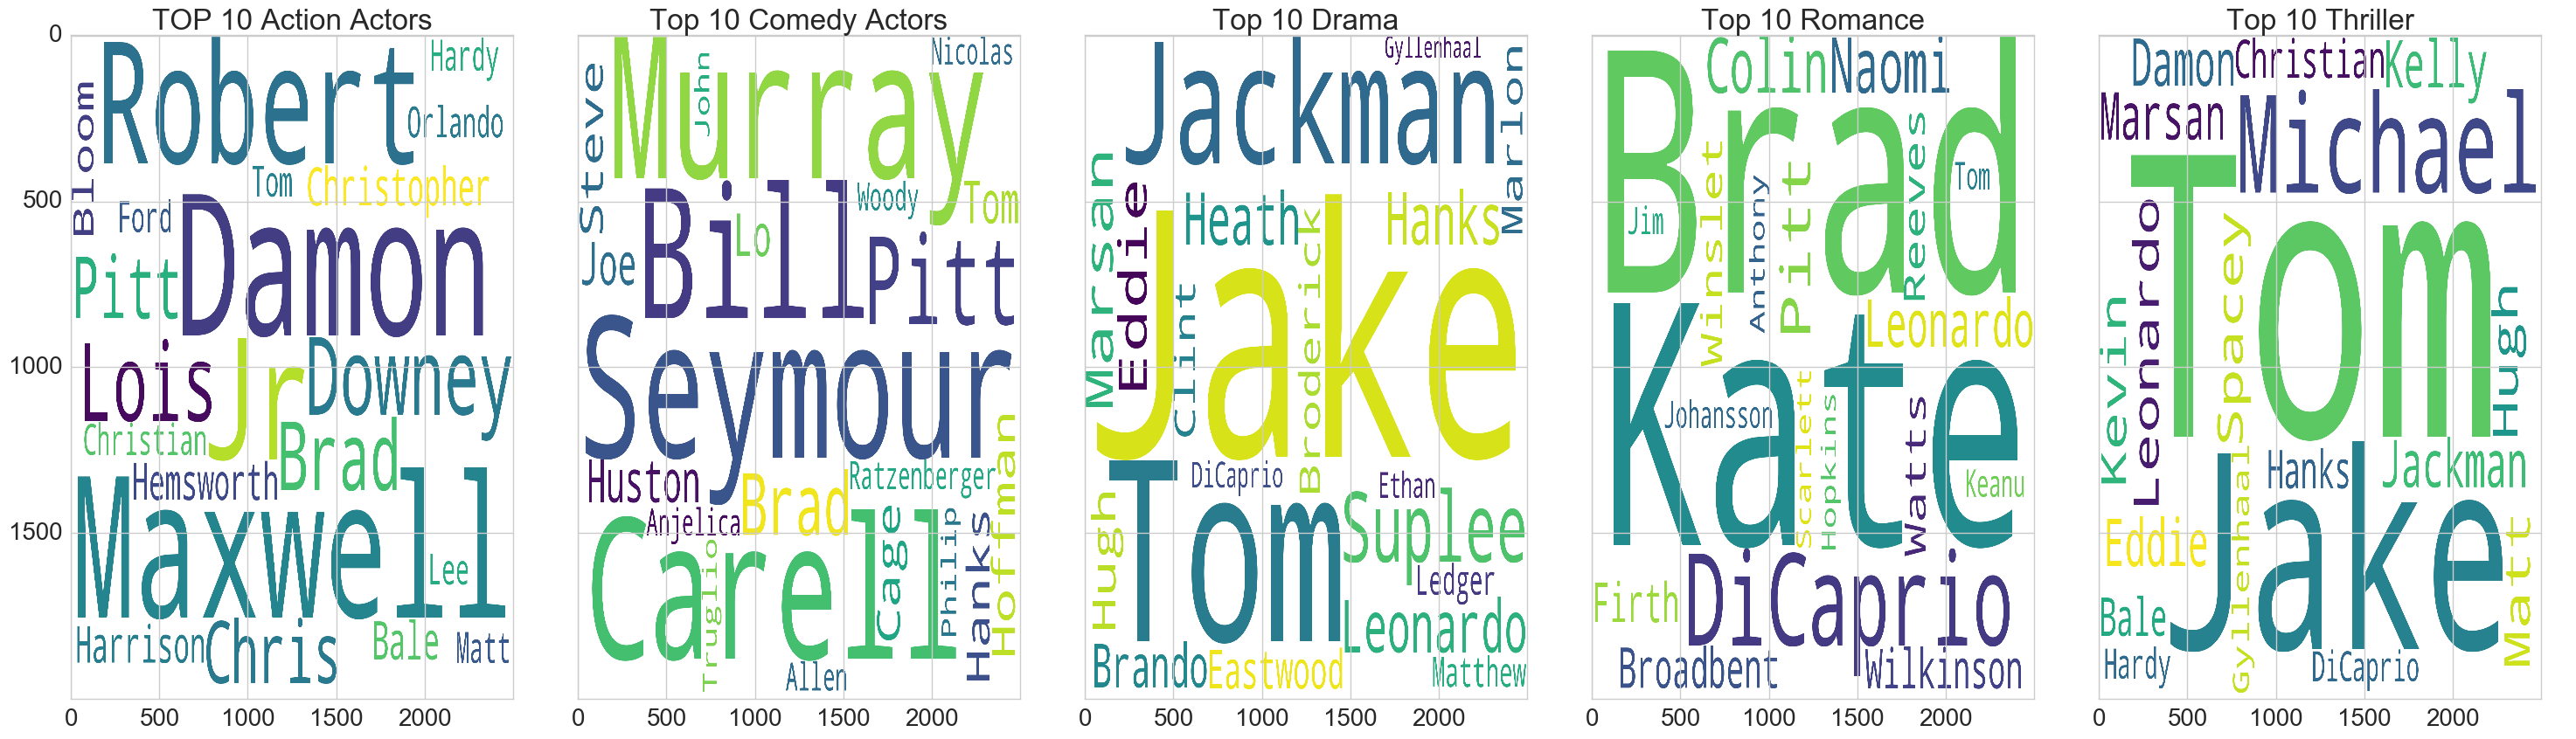 TOP 10 Action Actors
0
500
1000
1500
0 500 1000 1500 2000
Robert
Hardy
Bloom
Orlando
Tom
Christopher
Ford
Damon
Pitt
Lois
Jr
Downey
Christian
Brad
Hemsworth
Maxwell
Lee
Harrison
Chris
Bale
Matt
Top 10 Comedy Actors
Murray
Nicolas
John
Steve
Woody
Tom
Bill
Lo
Joe
Pitt
Seymour
Huston
Ratzenberger
Brad
Anjelica
Hoffman
Carell
Cage
Philip
Hanks
Truglio
Allen
0 500 1000 1500 2000
Top 10 Drama
Gyllenhaal
Jackman
Marlon
Marsan
Eddie
Heath
Hanks
Broderick
Jake
Clint
Tom
DiCaprio
Ethan
Hugh
Suplee
Ledger
Leonardo
Brando
Eastwood
Matthew
0 500 1000 1500 2000
Top 10 Romance
Colin
Naomi
Brad
Winslet
Pitt
Reeves
Tom
Jim
Anthony
Leonardo
Kate
Johansson
Scarlett
Hopkins
Watts
Keanu
DiCaprio
Firth
Broadbent
Wilkinson
0 500 1000 1500 2000
Top 10 Thriller
Damon
Christian
Kelly
Marsan
Michael
Tom
Leonardo
Spacey
Kevin
Hugh
Hanks
Jackman
Jake
Eddie
Gyllenhaal
Matt
Bale
Hardy
DiCaprio
0 500 1000 1500 2000